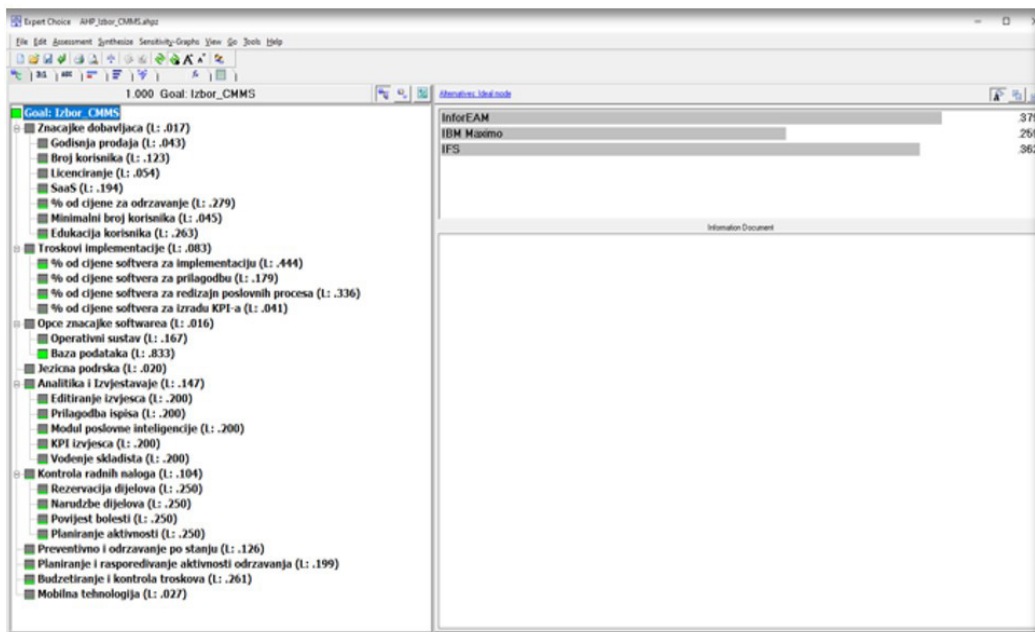 Expert Choice AHP_Izbor_CMMS.ahpz
File Edit Assessment Synthesize Sensitivity-Graphs View Go Tools Help
3:1 ABC
1.000 Goal: Izbor_CMMS
Goal: Izbor_CMMS
Znacajke dobavljaca (L: .017)
Godisnja prodaja (L: .043)
Broj korisnika (L: .123)
Licenciranje (L: .054)
SaaS (L: .194)
% od cijene za odrzavanje (L: .279)
Minimalni broj korisnika (L: .045)
Edukacija korisnika (L: .263)
Troskovi implementacije (L: .083)
% od cijene softvera za implementaciju (L: .444)
% od cijene softvera za prilagodbu (L: .179)
% od cijene softvera za redizajn poslovnih procesa (L: .336)
% od cijene softvera za izradu KPI-a (L: .041)
Opce znacajke softwarea (L: .016)
Operativni sustav (L: .167)
Baza podataka (L: .833)
Jezicna podrska (L: .020)
Analitika i Izvjestavaje (L: .147)
Editiranje izvjesca (L: .200)
Prilagodba ispisa (L: .200)
Modul poslovne inteligencije (L: .200)
KPI izvjesca (L: .200)
Vodenje skladista (L: .200)
Kontrola radnih naloga (L: .104)
Rezervacija dijelova (L: .250)
Narudzbe dijelova (L: .250)
Povijest bolesti (L: .250)
Planiranje aktivnosti (L: .250)
Preventivno i odrzavanje po stanju (L: .126)
Planiranje i rasporedivanje aktivnosti odrzavanja (L: .199)
Budzetiranje i kontrola troskova (L: .261)
Mobilna tehnologija (L: .027)
Alternatives: Ideal mode
InforEAM
IBM Maximo
IFS
Information Document